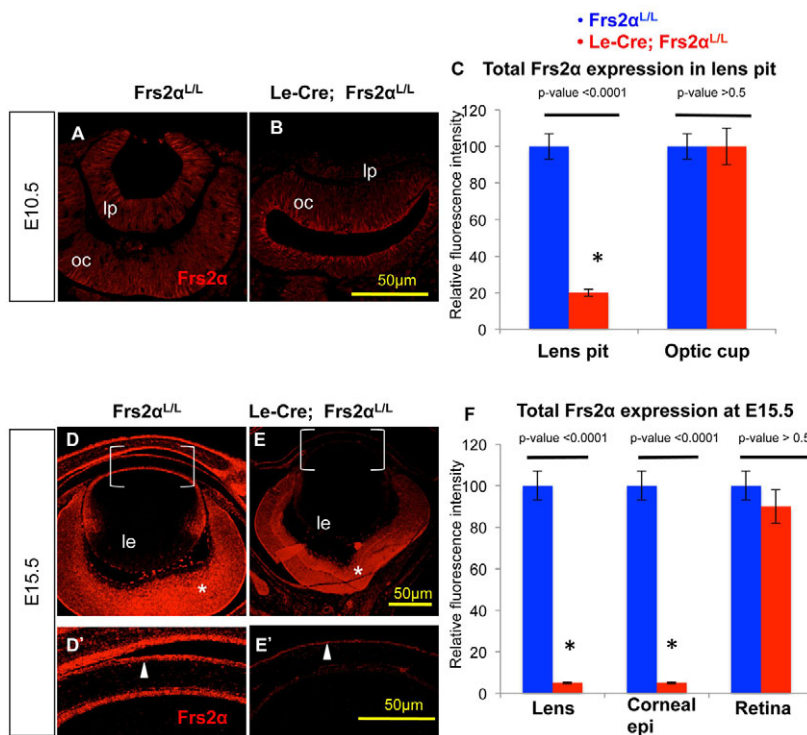 • Frs2α^L/L
• Le-Cre; Frs2α^L/L
Frs2α^L/L
Le-Cre; Frs2α^L/L
E10.5
A
lp
oc
Frs2α
B
lp
oc
50μm
C Total Frs2α expression in lens pit
p-value <0.0001
p-value >0.5
Relative fluorescence intensity
120
100
80
60
40
20
0
*
Lens pit
Optic cup
Frs2α^L/L
Le-Cre; Frs2α^L/L
E15.5
D
le
*
E
le
*
50μm
D'
Frs2α
E'
50μm
F Total Frs2α expression at E15.5
p-value <0.0001
p-value <0.0001
p-value > 0.5
Relative fluorescence intensity
120
100
80
60
40
20
0
*
*
Lens
Corneal
epi
Retina